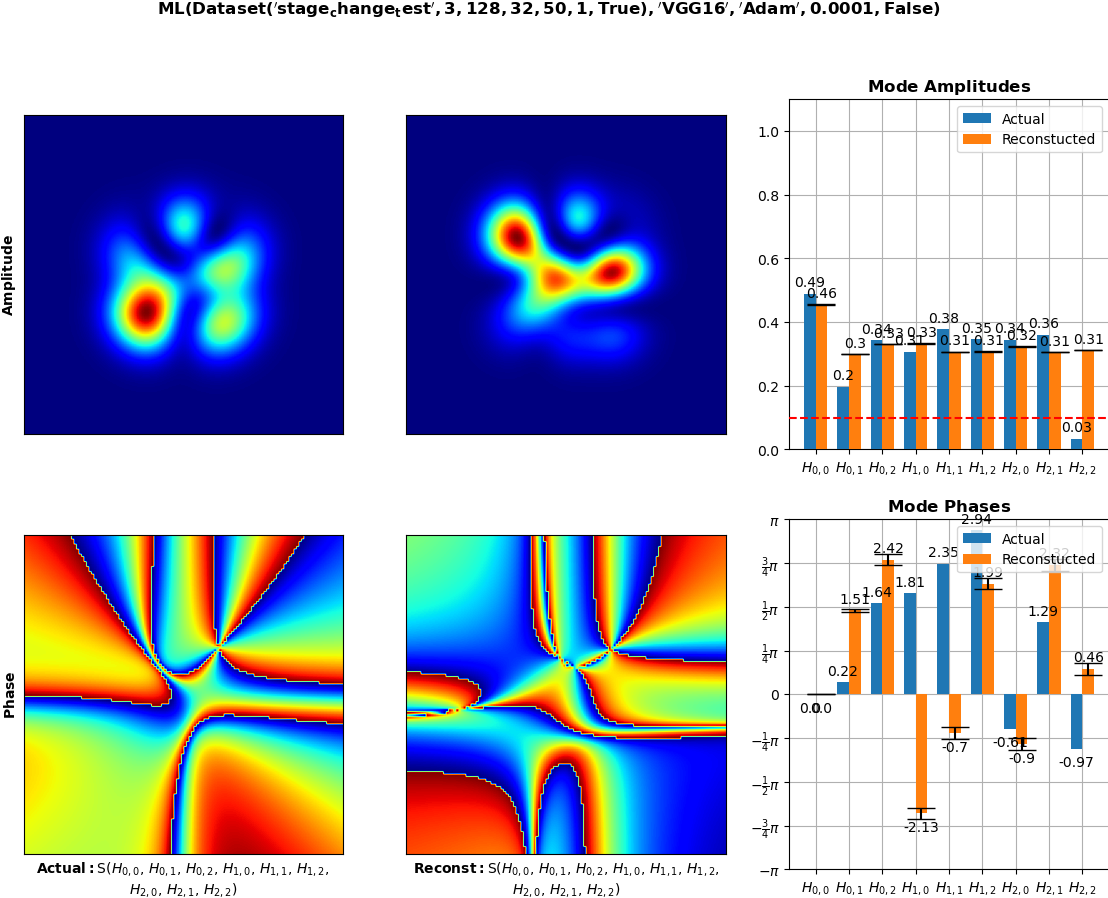 ML(Dataset('stage_change_test', 3, 128, 32, 50, 1, True), 'VGG16', 'Adam', 0.0001, False)
Amplitude
Mode Amplitudes
Actual
Reconstucted
1.0
0.8
0.6
0.4
0.2
0.0
0.49 0.46 0.2 0.3 0.34 0.33 0.31 0.33 0.38 0.31 0.35 0.31 0.34 0.32 0.36 0.31 0.03 0.31
H0,0 H0,1 H0,2 H1,0 H1,1 H1,2 H2,0 H2,1 H2,2
Phase
Actual: S(H0,0, H0,1, H0,2, H1,0, H1,1, H1,2,
H2,0, H2,1, H2,2)
Reconst: S(H0,0, H0,1, H0,2, H1,0, H1,1, H1,2,
H2,0, H2,1, H2,2)
Mode Phases
Actual
Reconstucted
π
3/4π
1/2π
1/4π
0
−1/4π
−1/2π
−3/4π
−π
0.0 0.0 0.22 1.51 1.64 2.42 1.81 -2.13 2.35 -0.7 2.94 1.99 -0.61 -0.9 1.29 2.32 -0.97 0.46
H0,0 H0,1 H0,2 H1,0 H1,1 H1,2 H2,0 H2,1 H2,2